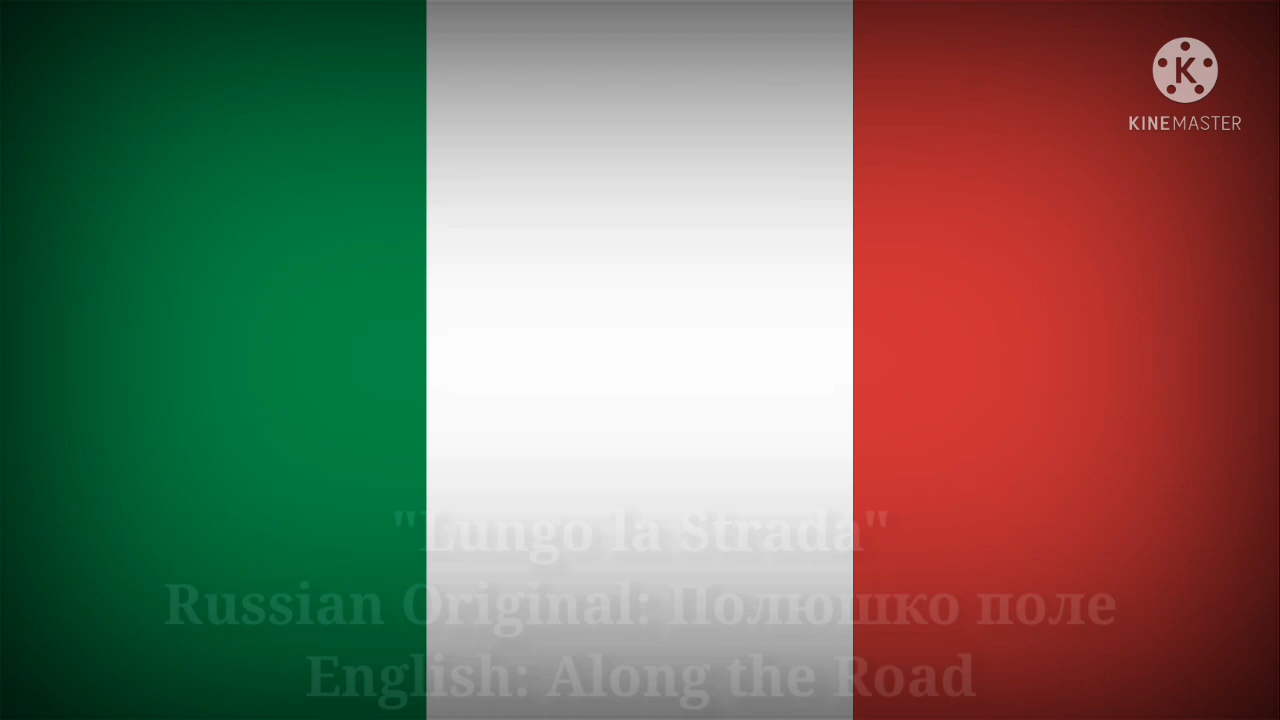 K
KINEMASTER
"Lungo la Strada"
Russian Original: Полюшко поле
English: Along the Road